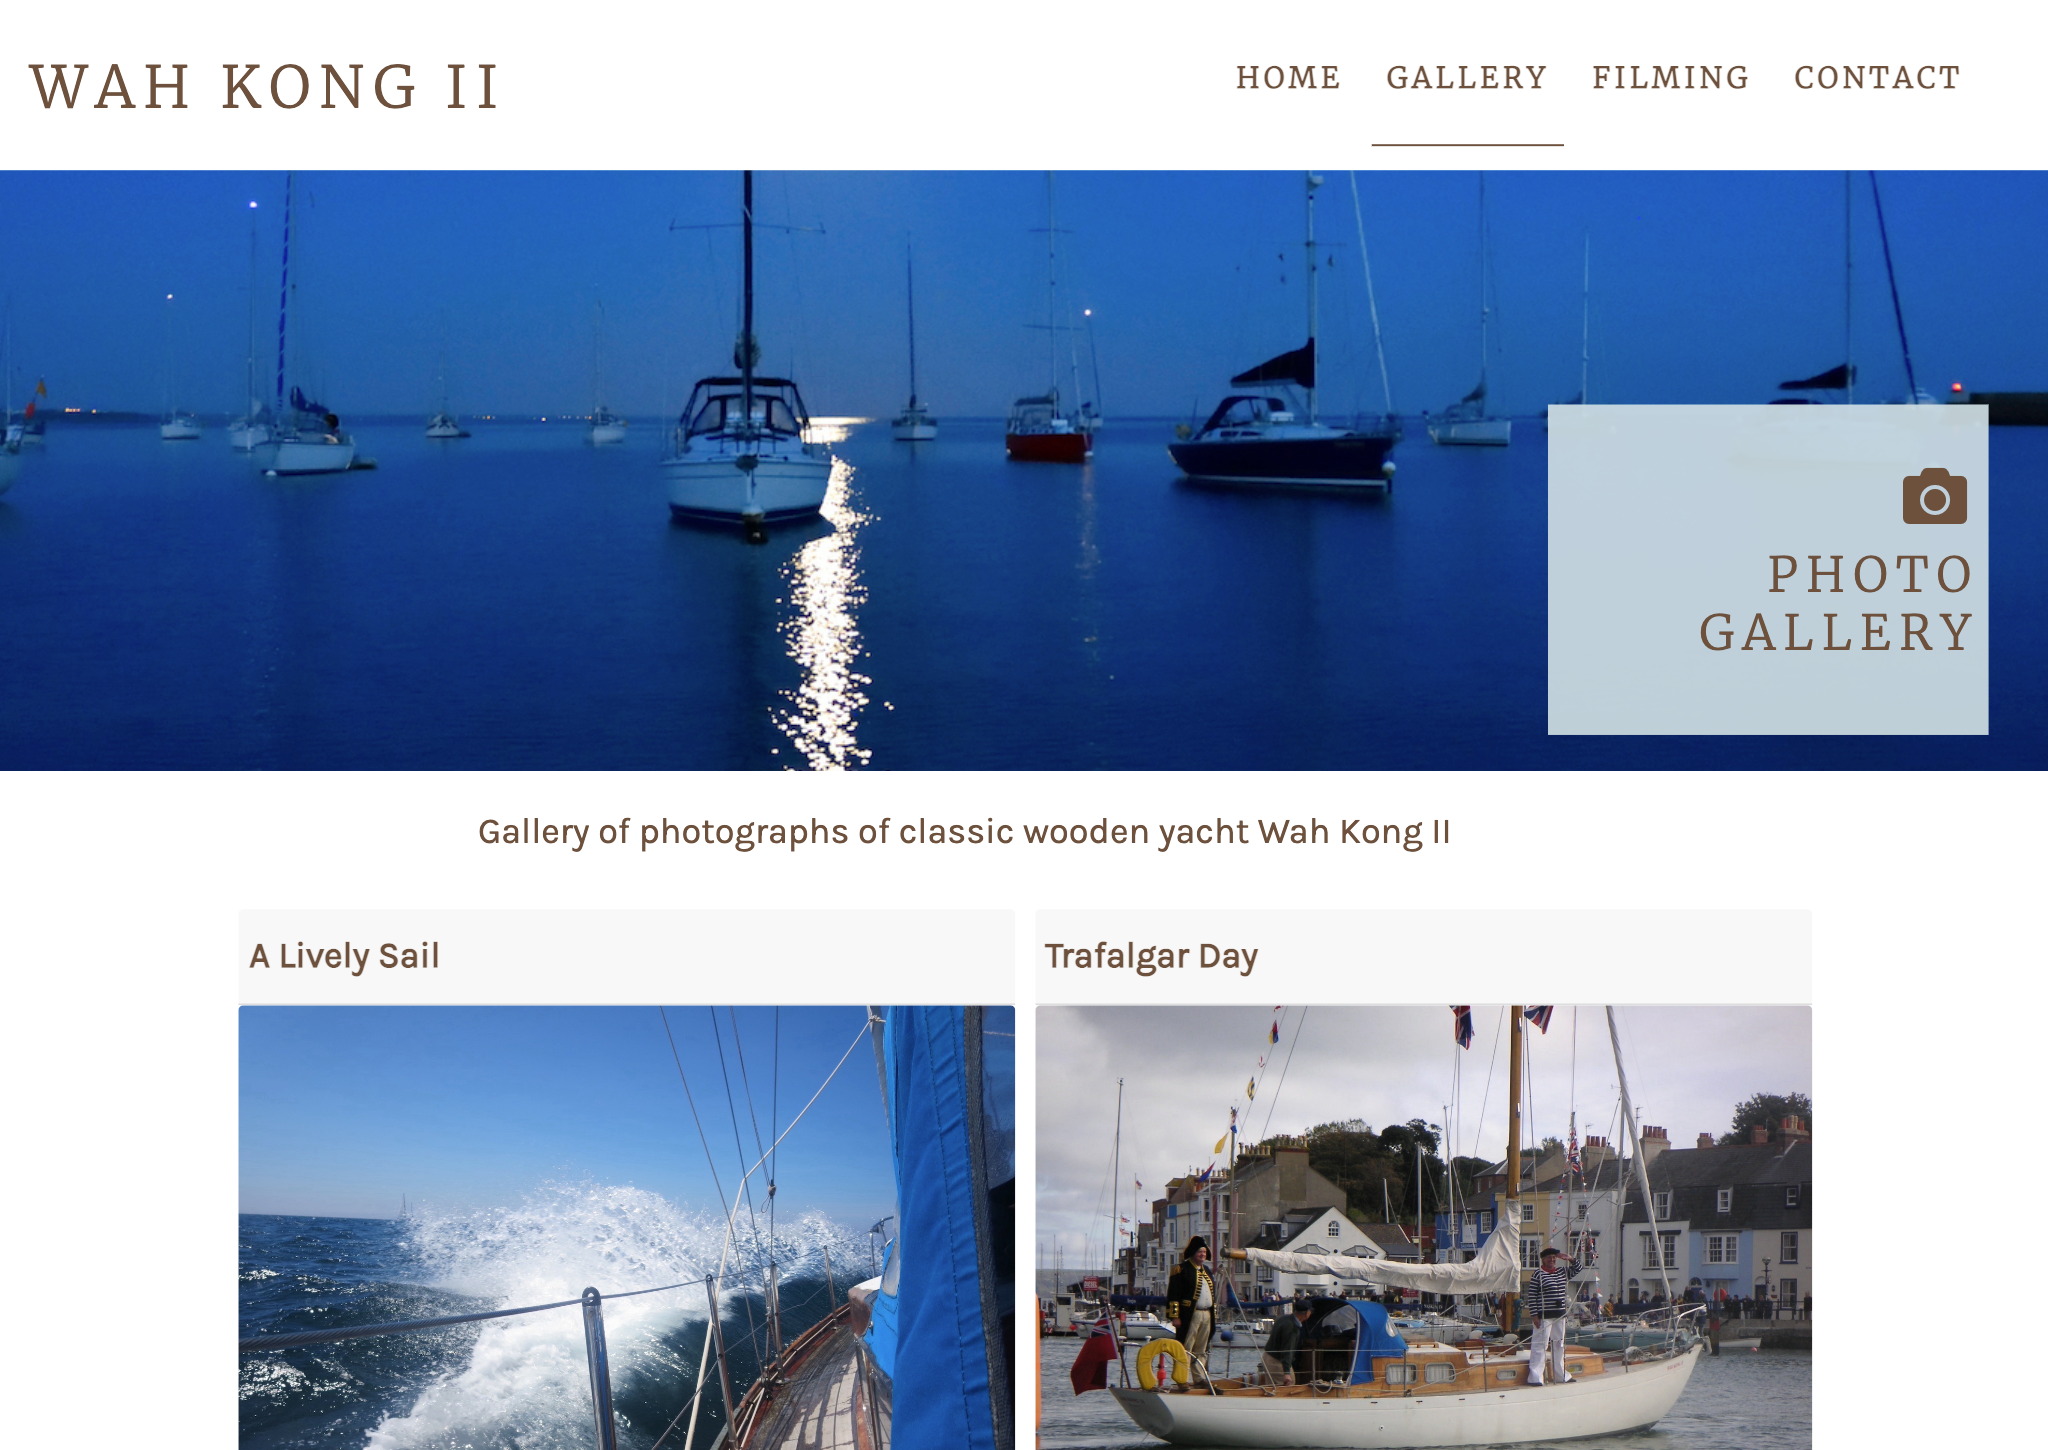 WAH KONG II
HOME GALLERY FILMING CONTACT
PHOTO
GALLERY
Gallery of photographs of classic wooden yacht Wah Kong II
A Lively Sail
Trafalgar Day